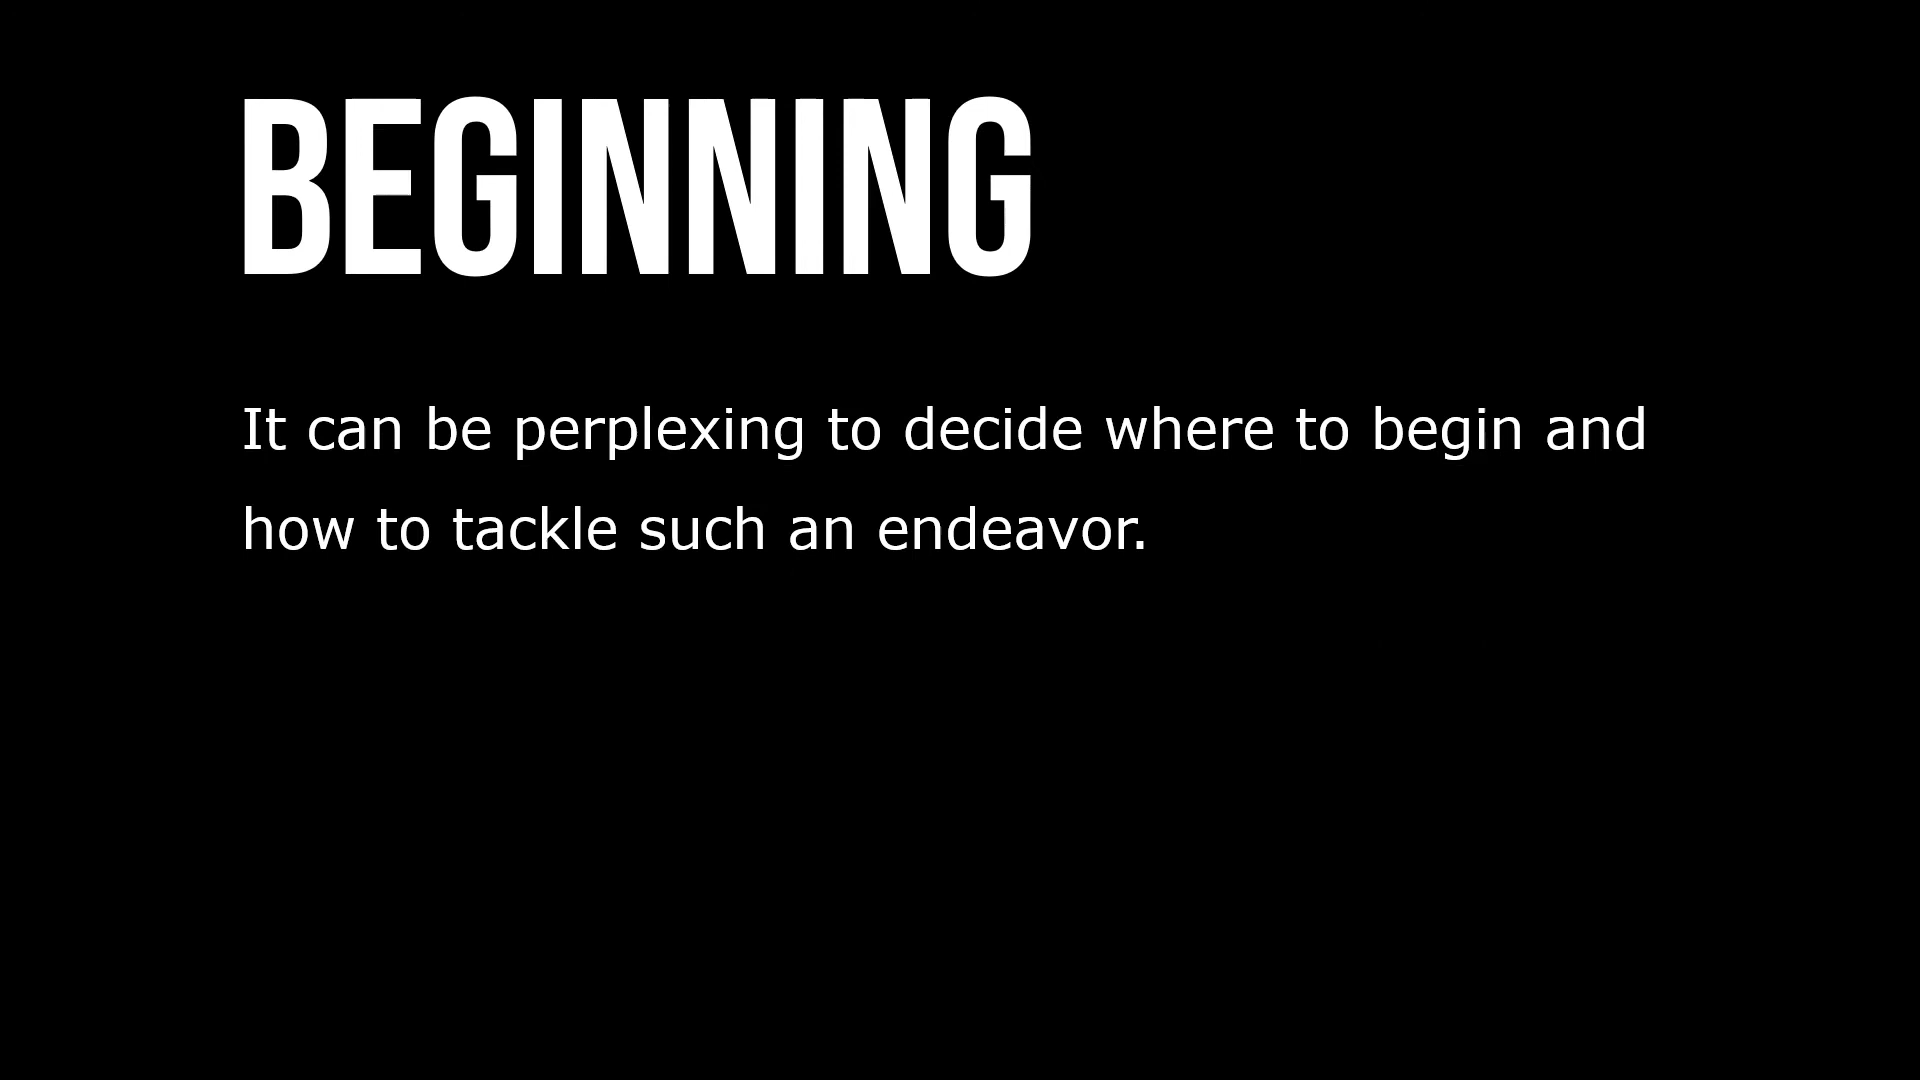 BEGINNING
It can be perplexing to decide where to begin and
how to tackle such an endeavor.